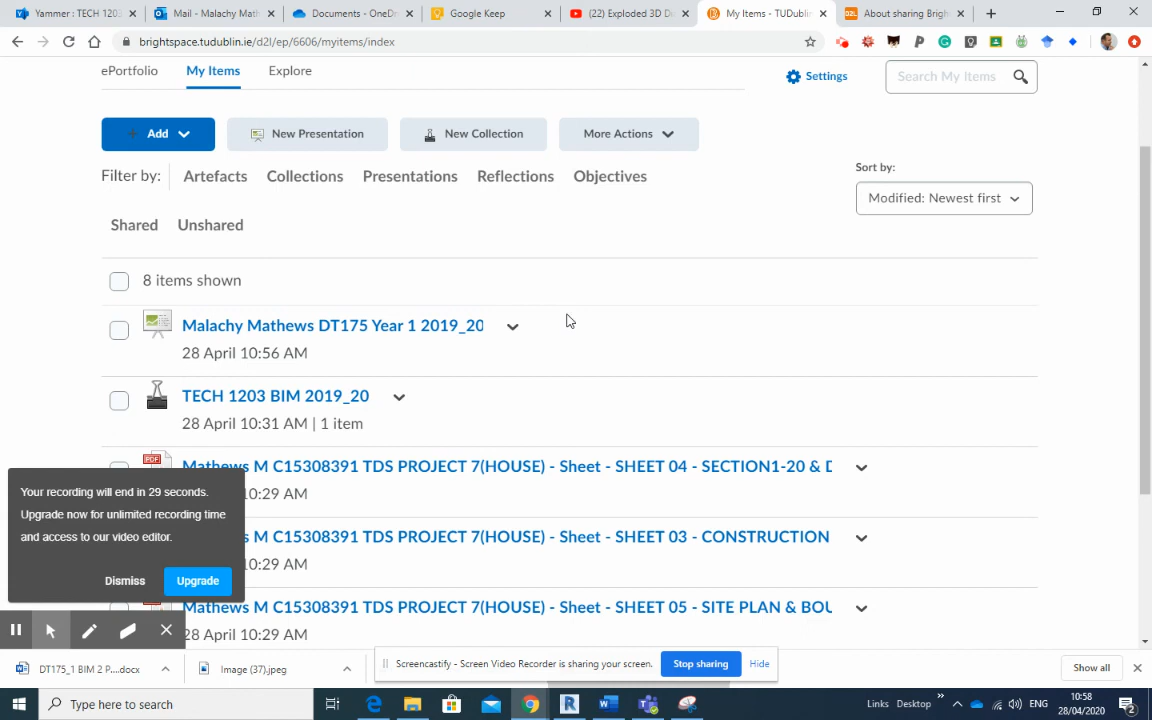 Yammer : TECH 120
Mail - Malachy Math
Documents - OneD
Google Keep
(22) Exploded 3D Di
My Items - TUDublin
About sharing Brigh
brightspace.tudublin.ie/d2l/ep/6606/myitems/index
ePortfolio My Items Explore
Settings
Search My Items
Add
New Presentation
New Collection
More Actions
Filter by: Artefacts Collections Presentations Reflections Objectives
Shared Unshared
Sort by:
Modified: Newest first
8 items shown
Malachy Mathews DT175 Year 1 2019_20
28 April 10:56 AM
TECH 1203 BIM 2019_20
28 April 10:31 AM | 1 item
PDF
Mathews M C15308391 TDS PROJECT 7(HOUSE) - Sheet - SHEET 04 - SECTION1-20 & D
10:29 AM
s M C15308391 TDS PROJECT 7(HOUSE) - Sheet - SHEET 03 - CONSTRUCTION
10:29 AM
Mathews M C15308391 TDS PROJECT 7(HOUSE) - Sheet - SHEET 05 - SITE PLAN & BOU
28 April 10:29 AM
Your recording will end in 29 seconds.
Upgrade now for unlimited recording time
and access to our video editor.
Dismiss Upgrade
DT175_1 BIM 2 P....docx
Image (37).jpeg
Screencastify - Screen Video Recorder is sharing your screen.
Stop sharing
Hide
Show all
Type here to search
Links Desktop
ENG
10:58
28/04/2020
2